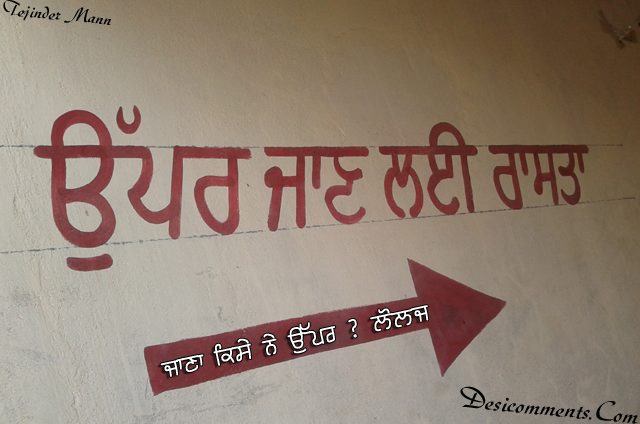 Tejinder Mann
ਉੱਪਰ ਜਾਣ ਲਈ ਰਾਸਤਾ
ਜਾਣਾ ਕਿਸੇ ਨੇ ਉੱਪਰ ? ਲੋਲਜ
Desicomments.Com